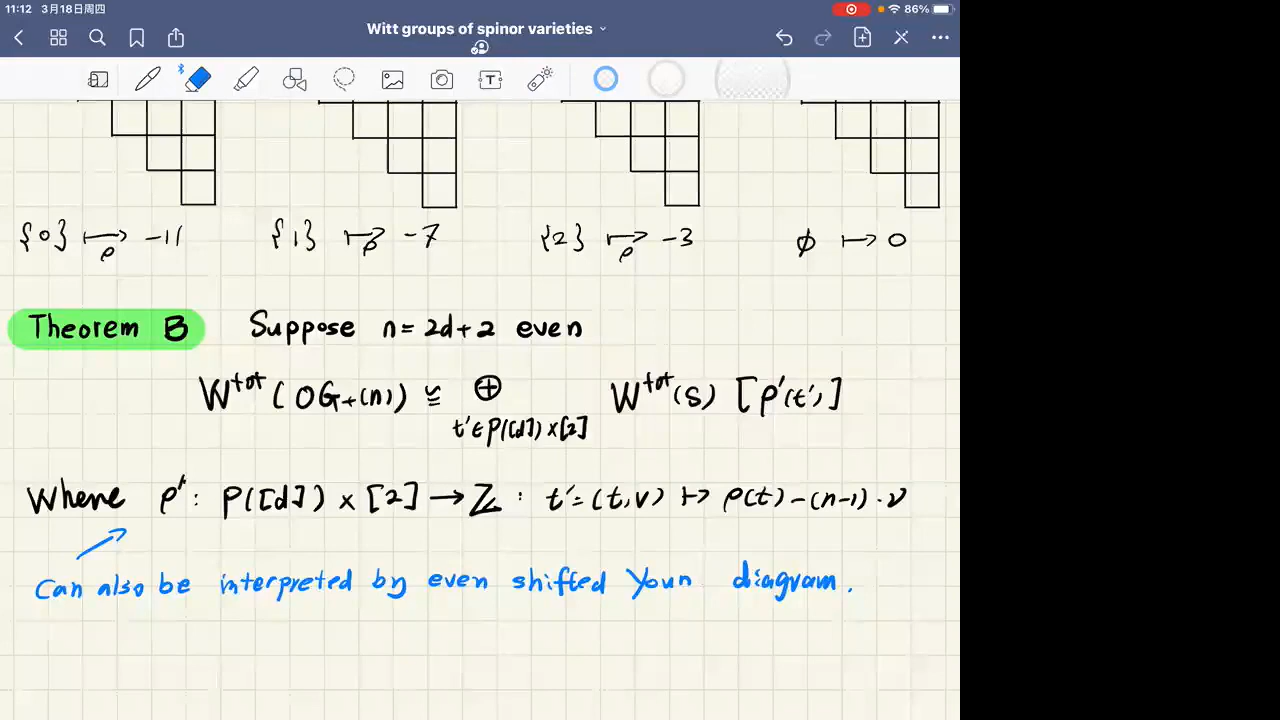 11:12 3月18日周四
86%
Witt groups of spinor varieties
{0} ↦ρ -11 {1} ↦ρ -7 {2} ↦ρ -3 ϕ ↦ 0
Theorem B Suppose n = 2d+2 even
W^tot (OG+(n)) ≅ ⊕_{t'∈P([d])×[2]} W^tot(S) [ρ'(t')]
Where ρ' : P([d]) × [2] → ℤ : t' = (t,ν) ↦ ρ(t) - (n-1)·ν
Can also be interpreted by even shifted Youn diagram.